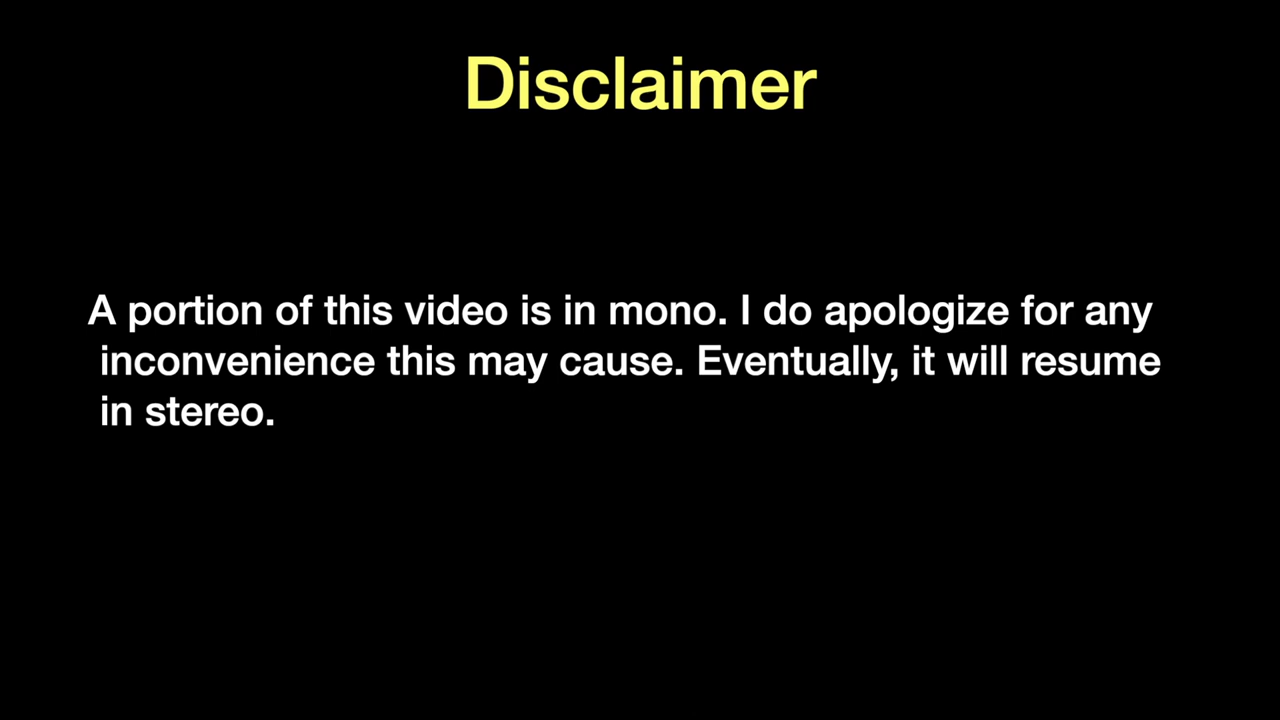 Disclaimer
A portion of this video is in mono. I do apologize for any
inconvenience this may cause. Eventually, it will resume
in stereo.